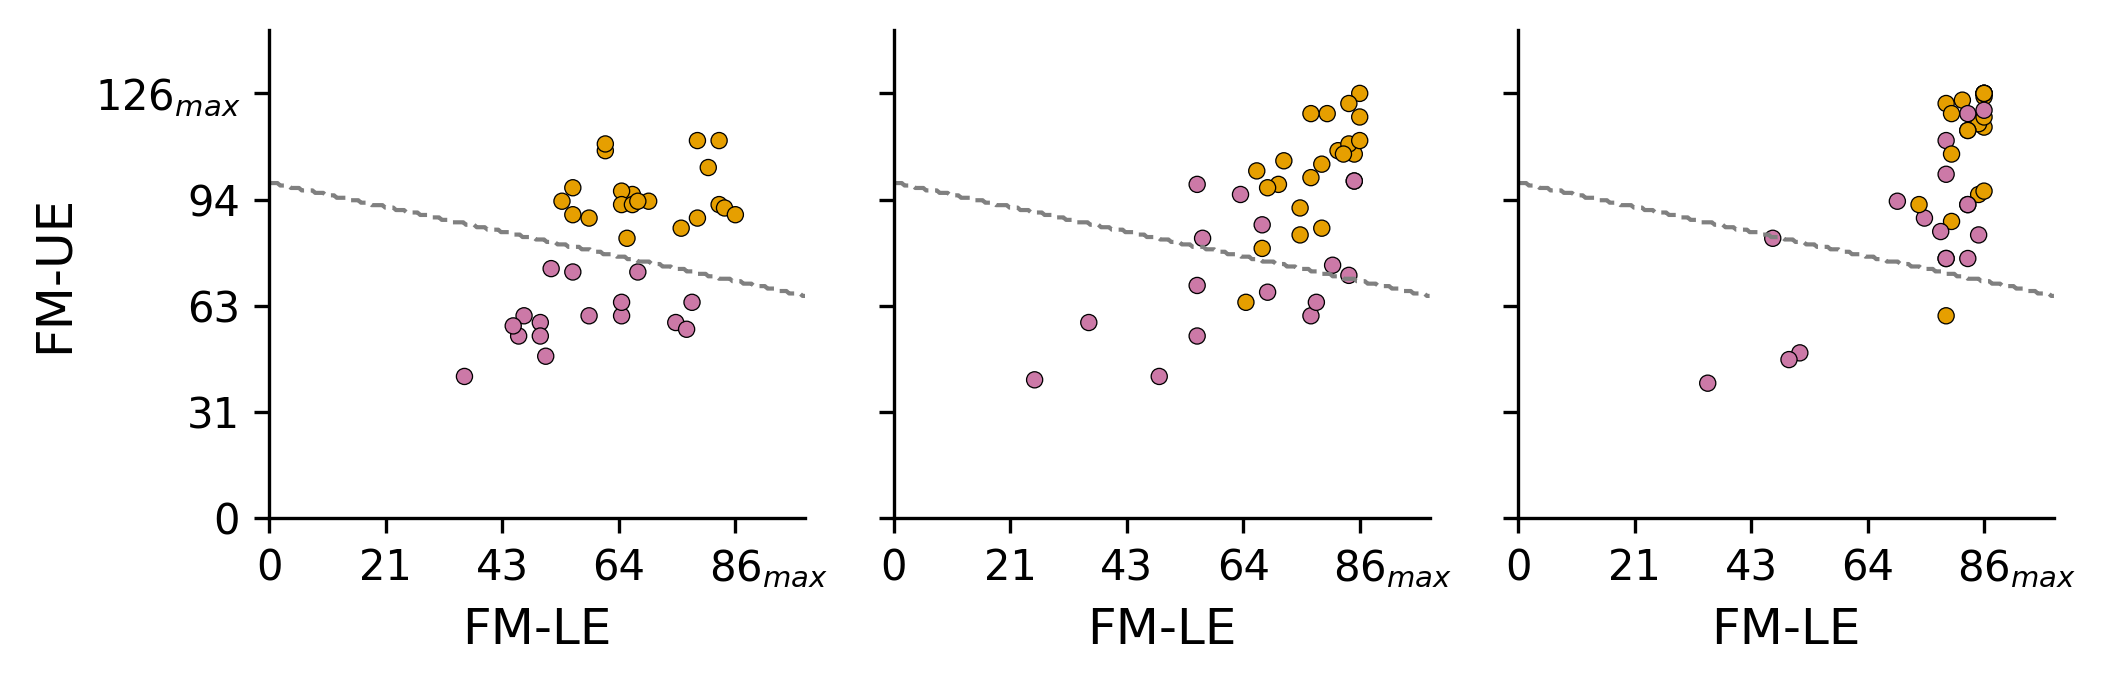 FM-UE
126max
94
63
31
0
0 21 43 64 86max
0 21 43 64 86max
0 21 43 64 86max
FM-LE FM-LE FM-LE